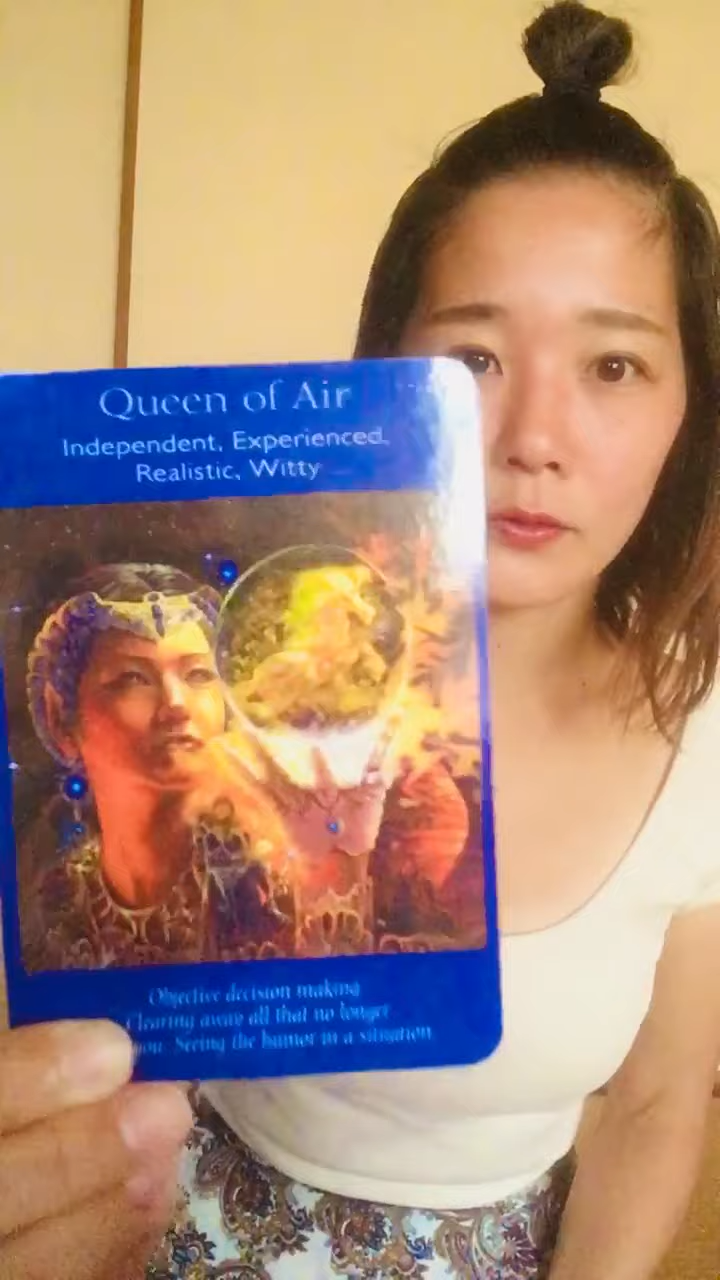 Queen of Air
Independent, Experienced,
Realistic, Witty
Objective decision making
Clearing away all that no longer
you. Seeing the humor in a situation.